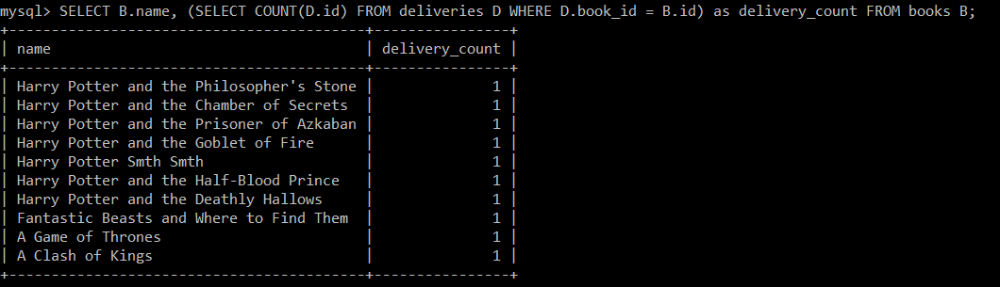 mysql> SELECT B.name, (SELECT COUNT(D.id) FROM deliveries D WHERE D.book_id = B.id) as delivery_count FROM books B;
+-----------------------------------------+----------------+
| name                                    | delivery_count |
+-----------------------------------------+----------------+
| Harry Potter and the Philosopher's Stone |              1 |
| Harry Potter and the Chamber of Secrets |              1 |
| Harry Potter and the Prisoner of Azkaban |              1 |
| Harry Potter and the Goblet of Fire     |              1 |
| Harry Potter Smth Smth                  |              1 |
| Harry Potter and the Half-Blood Prince  |              1 |
| Harry Potter and the Deathly Hallows    |              1 |
| Fantastic Beasts and Where to Find Them |              1 |
| A Game of Thrones                       |              1 |
| A Clash of Kings                        |              1 |
+-----------------------------------------+----------------+